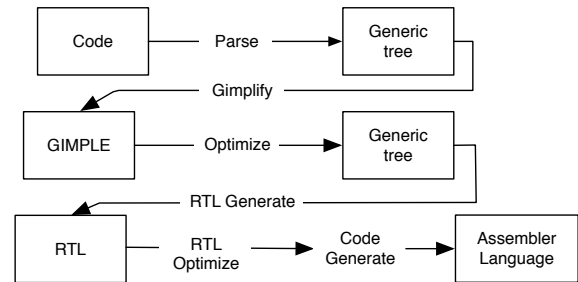 Code
Parse
Generic
tree
Gimplify
GIMPLE
Optimize
Generic
tree
RTL Generate
RTL
RTL
Optimize
Code
Generate
Assembler
Language